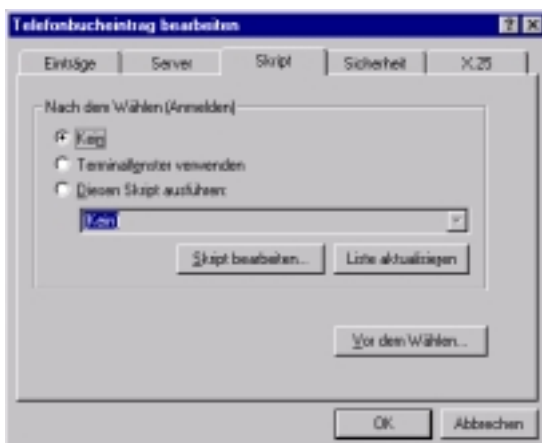 Telefonbucheintrag bearbeiten
Einträge Server Skript Sicherheit X.25
Nach dem Wählen (Anmelden)
Kein
Terminalfenster verwenden
Diesen Skript ausführen:
Kein
Skript bearbeiten... Liste aktualisieren
Vor dem Wählen...
OK Abbrechen